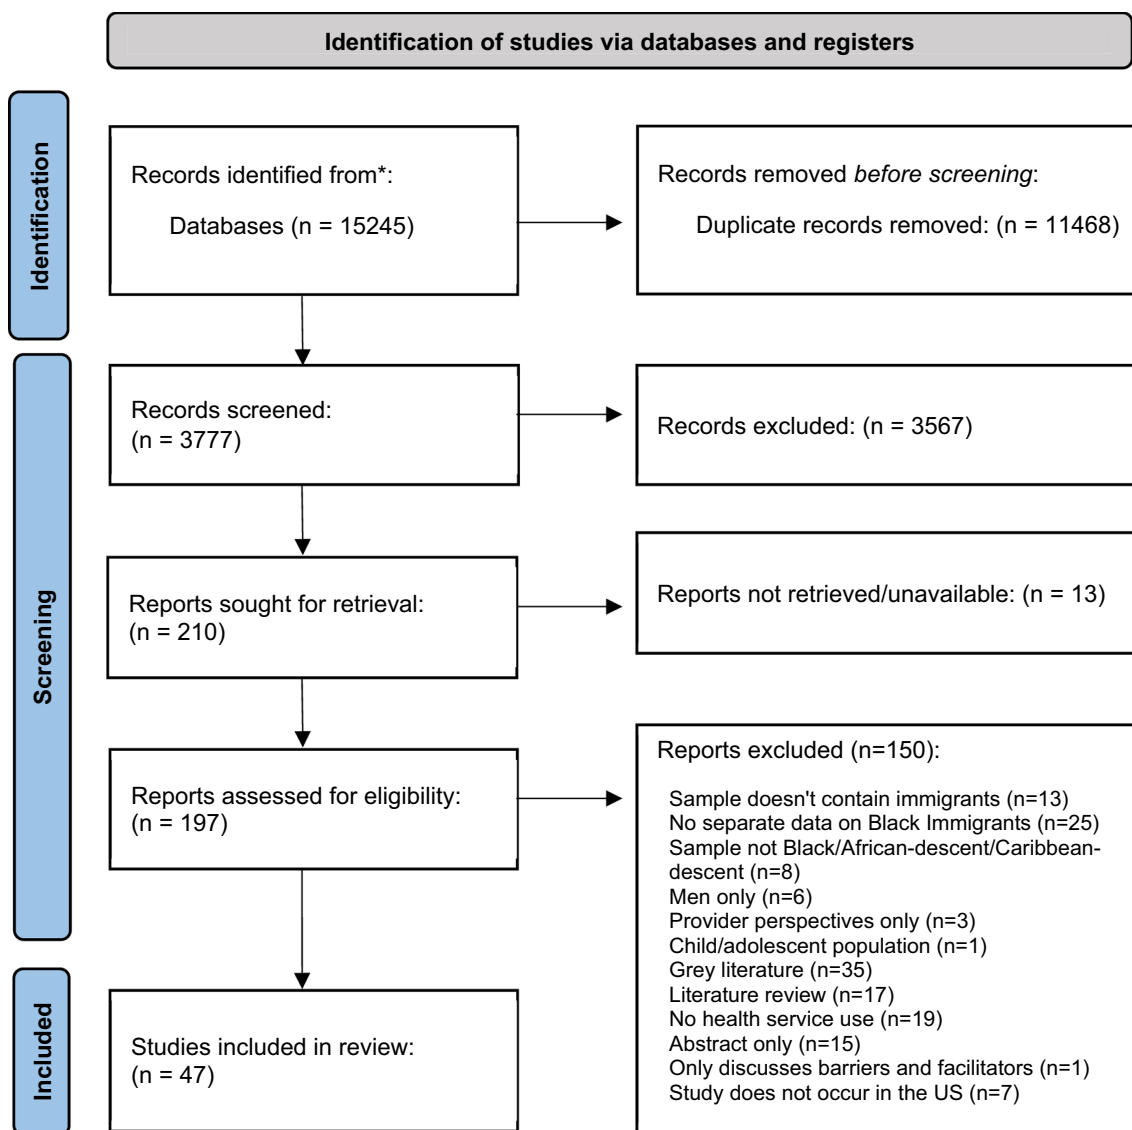 Identification of studies via databases and registers
Identification
Records identified from*:
Databases (n = 15245)
Records removed before screening:
Duplicate records removed: (n = 11468)
Screening
Records screened:
(n = 3777)
Records excluded: (n = 3567)
Reports sought for retrieval:
(n = 210)
Reports not retrieved/unavailable: (n = 13)
Reports assessed for eligibility:
(n = 197)
Reports excluded (n=150):
Sample doesn't contain immigrants (n=13)
No separate data on Black Immigrants (n=25)
Sample not Black/African-descent/Caribbean-
descent (n=8)
Men only (n=6)
Provider perspectives only (n=3)
Child/adolescent population (n=1)
Grey literature (n=35)
Literature review (n=17)
No health service use (n=19)
Abstract only (n=15)
Only discusses barriers and facilitators (n=1)
Study does not occur in the US (n=7)
Included
Studies included in review:
(n = 47)